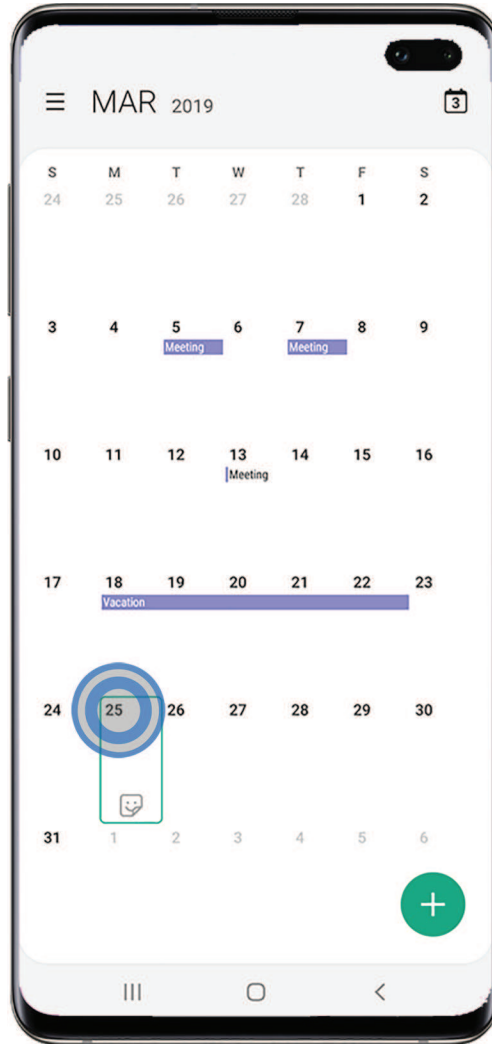 MAR 2019
3
S M T W T F S
24 25 26 27 28 1 2
3 4 5 6 7 8 9
Meeting Meeting
10 11 12 13 14 15 16
Meeting
17 18 19 20 21 22 23
Vacation
24 25 26 27 28 29 30
31 1 2 3 4 5 6